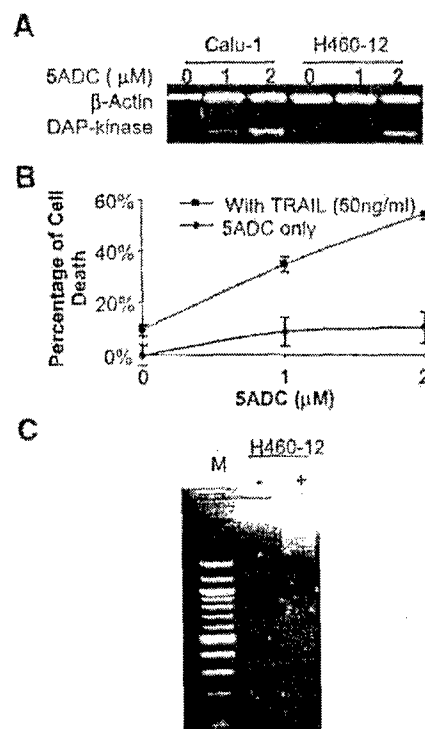 A
Calu-1 H460-12
5ADC ( μM) 0 1 2 0 1 2
β-Actin
DAP-kinase
B
60%
40%
20%
0%
Percentage of Cell
Death
With TRAIL (50ng/ml)
5ADC only
0 1 2
5ADC (μM)
C
H460-12
M - +